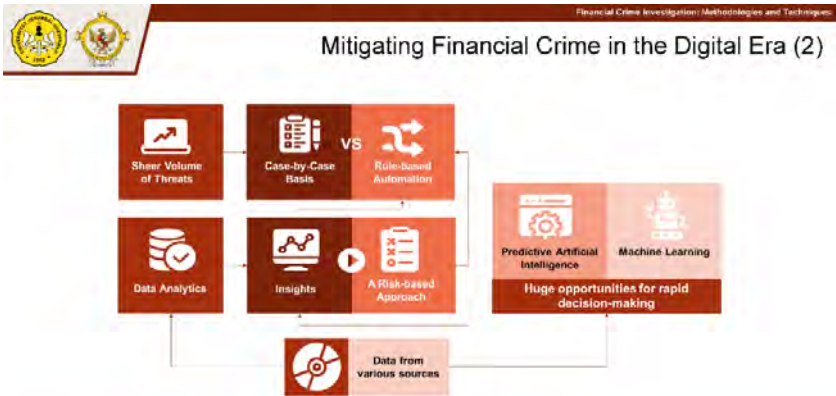 Financial Crime Investigation: Methodologies and Techniques
Mitigating Financial Crime in the Digital Era (2)
Sheer Volume
of Threats
Case-by-Case
Basis
VS
Rule-based
Automation
Data Analytics
Insights
A Risk-based
Approach
Predictive Artificial
Intelligence
Machine Learning
Huge opportunities for rapid
decision-making
Data from
various sources